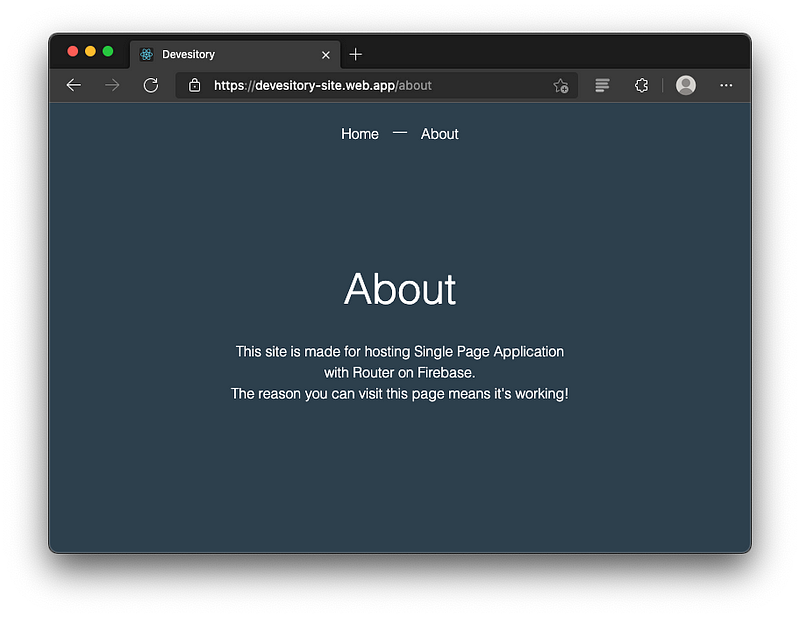 Devesitory
https://devesitory-site.web.app/about
Home — About
About
This site is made for hosting Single Page Application
with Router on Firebase.
The reason you can visit this page means it's working!